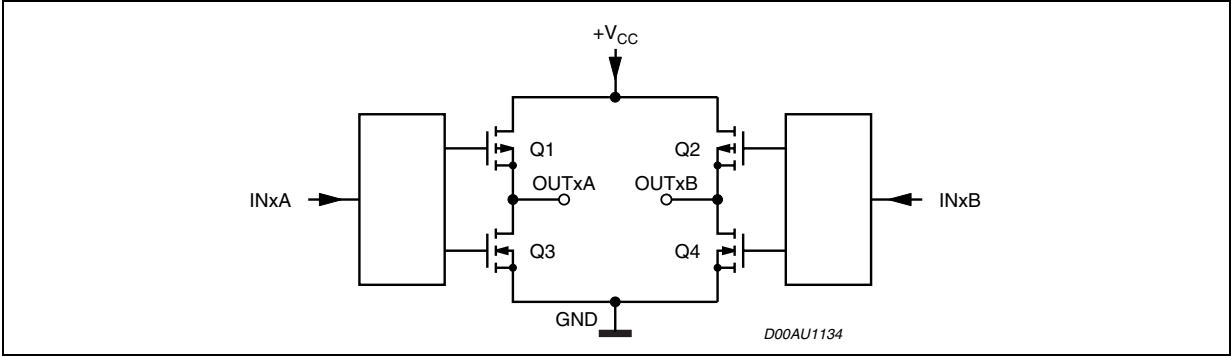 +VCC
Q1
Q2
OUTxA
OUTxB
INxA
INxB
Q3
Q4
GND
D00AU1134